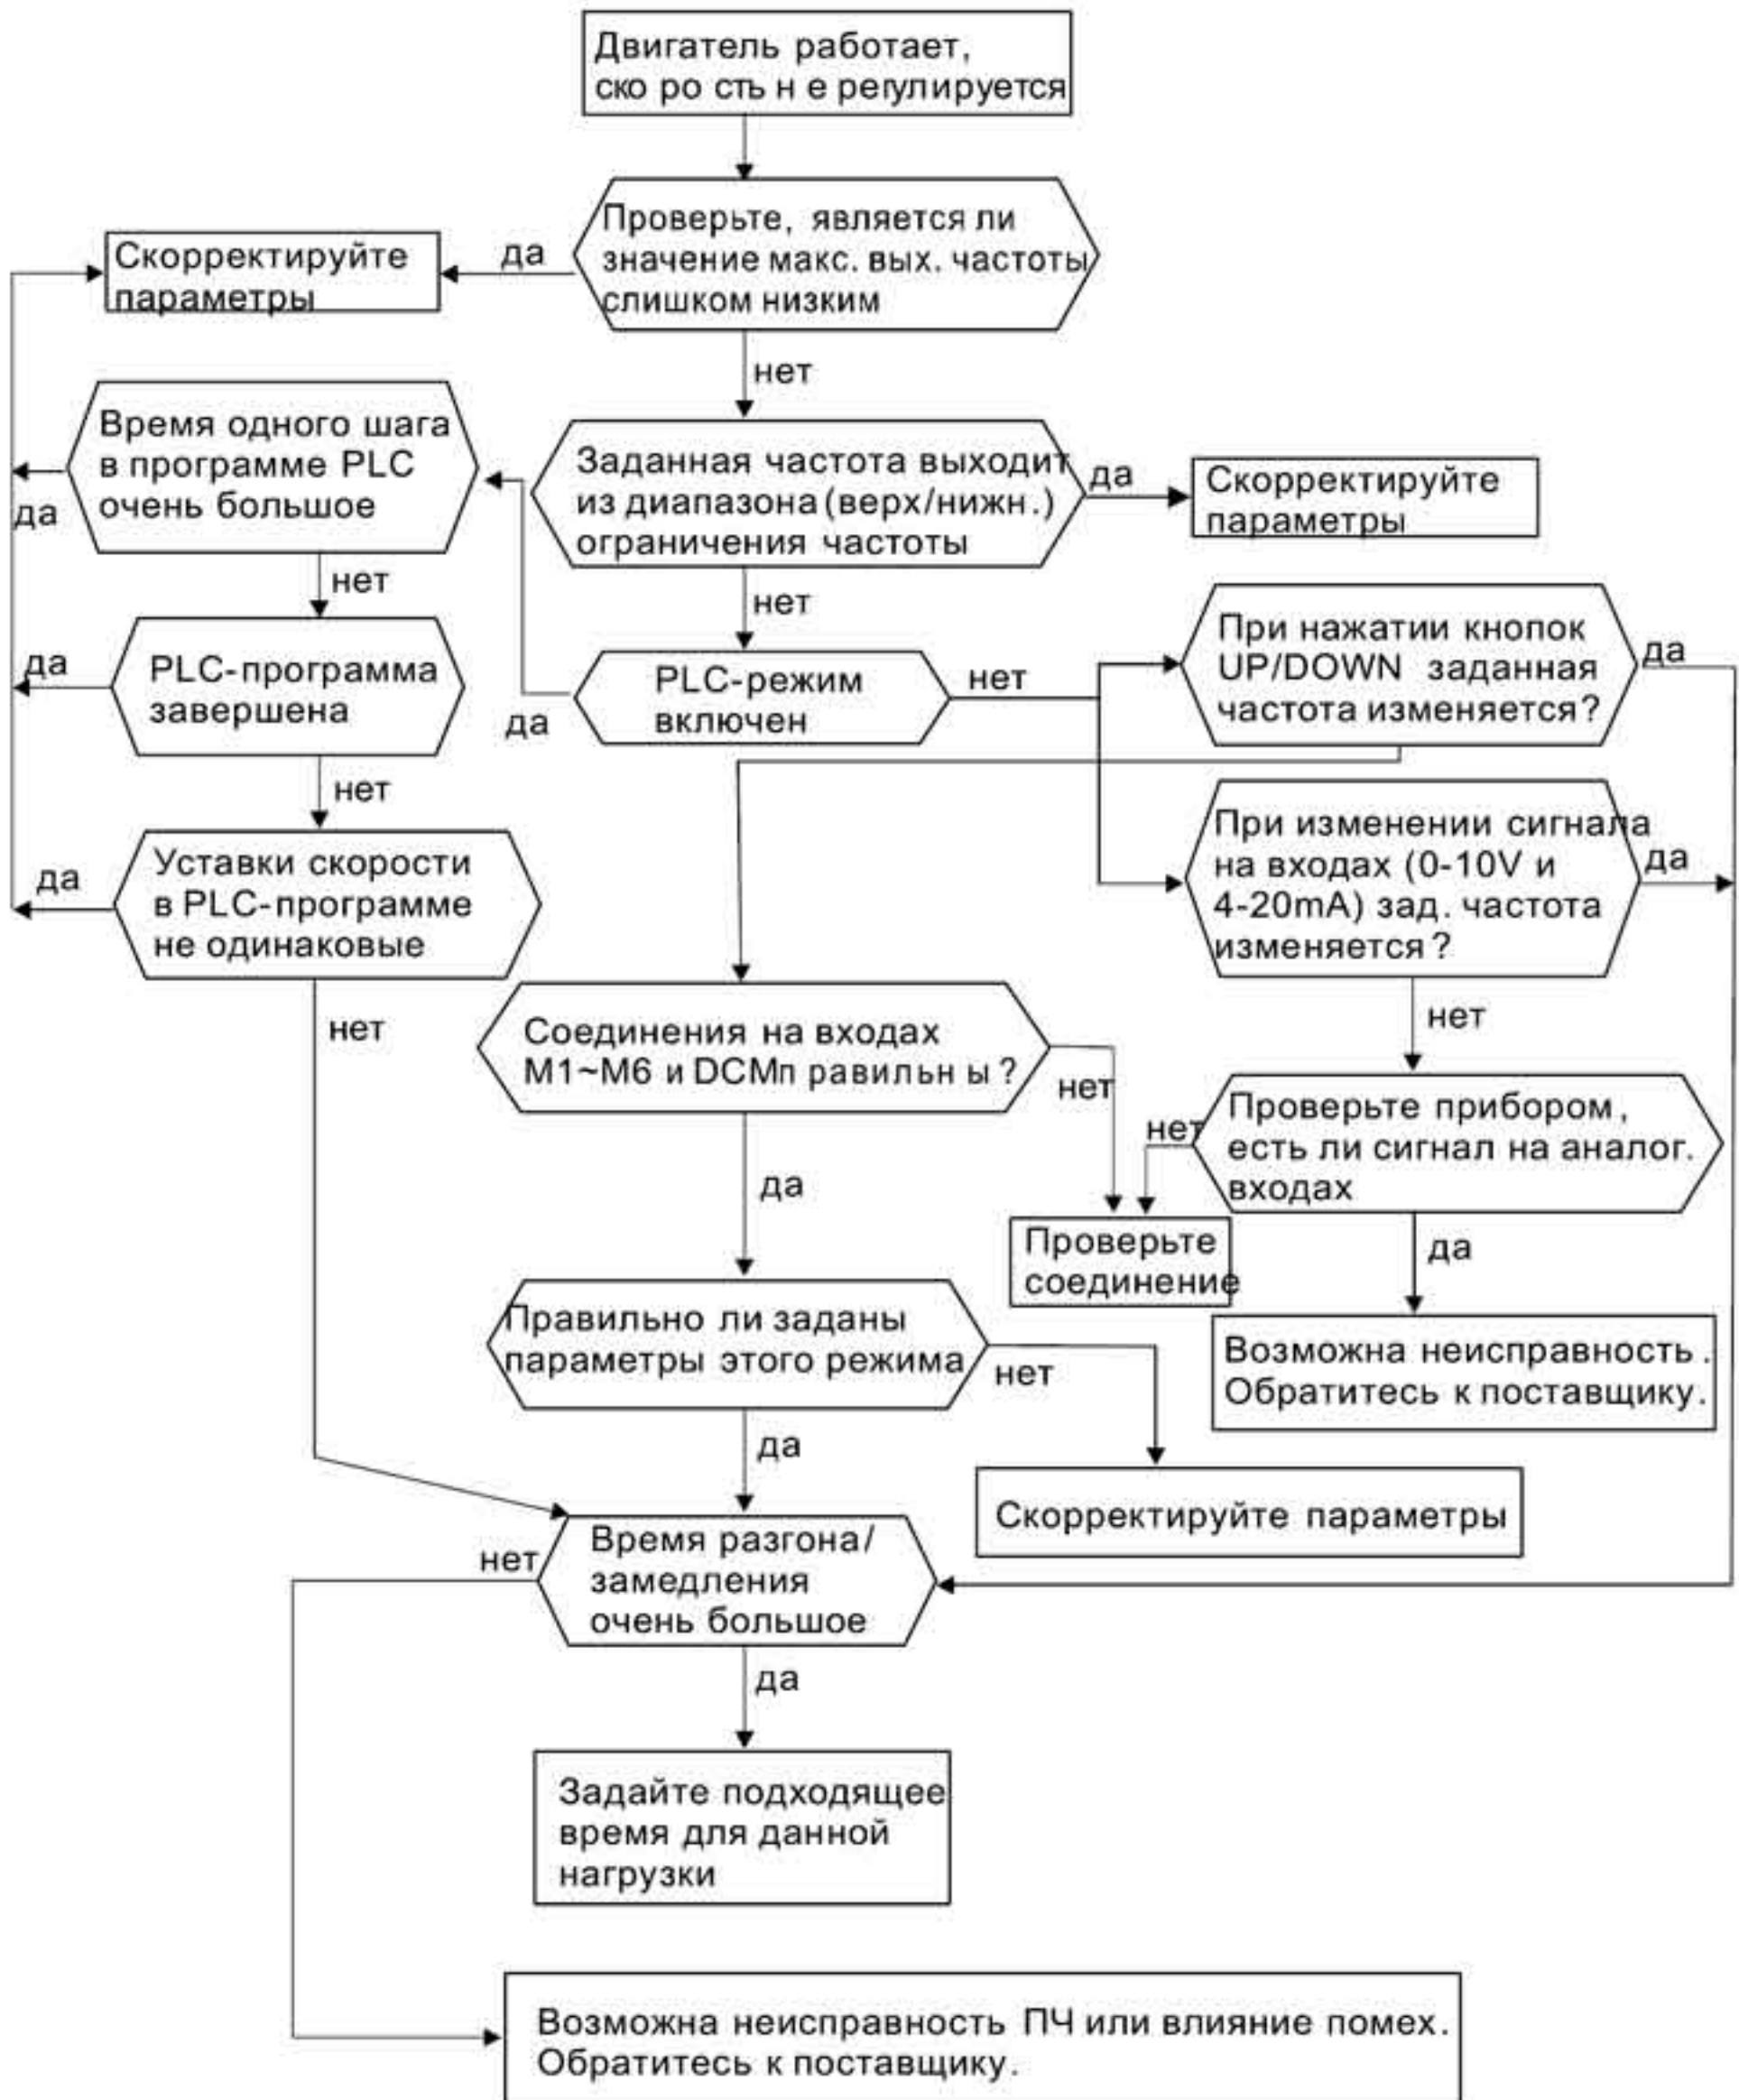 Двигатель работает,
ско ро сть н е регулируется
Проверьте, является ли
значение макс. вых. частоты
слишком низким
да
Скорректируйте
параметры
нет
Время одного шага
в программе PLC
очень большое
да
Заданная частота выходит
из диапазона (верх/нижн.)
ограничения частоты
да
Скорректируйте
параметры
нет
нет
PLC-программа
завершена
да
PLC-режим
включен
да
нет
При нажатии кнопок
UP/DOWN заданная
частота изменяется?
да
нет
Уставки скорости
в PLC-программе
не одинаковые
да
нет
При изменении сигнала
на входах (0-10V и
4-20mA) зад. частота
изменяется?
да
нет
Соединения на входах
M1~M6 и DCMп равильн ы ?
нет
да
Проверьте прибором,
есть ли сигнал на аналог.
входах
нет
да
Проверьте
соединение
Возможна неисправность.
Обратитесь к поставщику.
Правильно ли заданы
параметры этого режима
нет
да
Скорректируйте параметры
Время разгона/
замедления
очень большое
нет
да
Задайте подходящее
время для данной
нагрузки
Возможна неисправность ПЧ или влияние помех.
Обратитесь к поставщику.